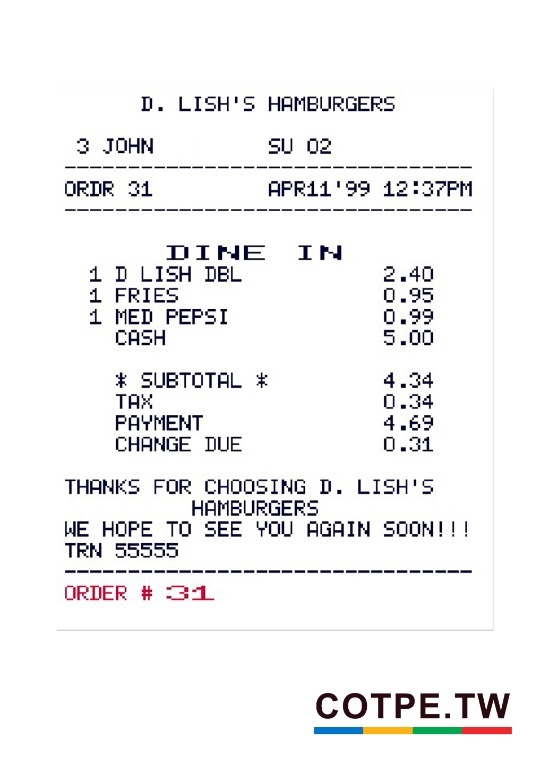 D. LISH'S HAMBURGERS
3 JOHN SU 02
--------------------------------
ORDR 31 APR11'99 12:37PM
--------------------------------
DINE IN
1 D LISH DBL 2.40
1 FRIES 0.95
1 MED PEPSI 0.99
CASH 5.00
* SUBTOTAL * 4.34
TAX 0.34
PAYMENT 4.69
CHANGE DUE 0.31
THANKS FOR CHOOSING D. LISH'S
HAMBURGERS
WE HOPE TO SEE YOU AGAIN SOON!!!
TRN 55555
--------------------------------
ORDER # 31
COTPE.TW